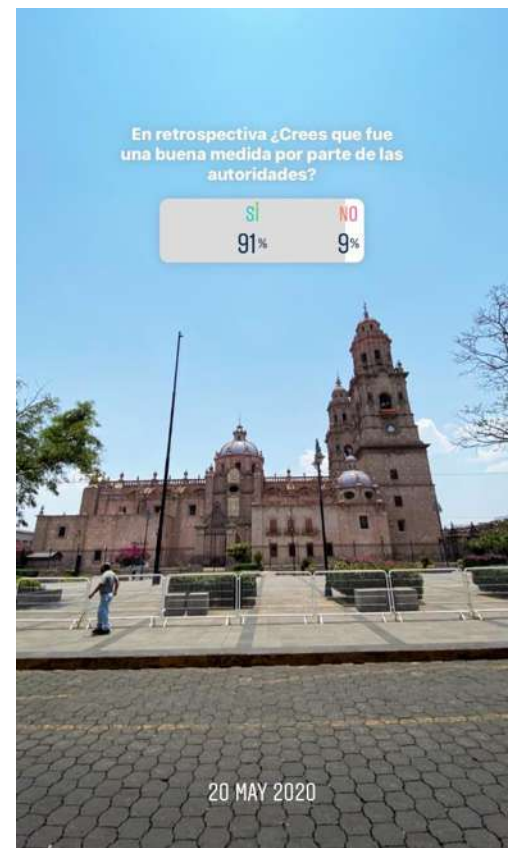 En retrospectiva ¿Crees que fue
una buena medida por parte de las
autoridades?
SÍ NO
91% 9%
20 MAY 2020